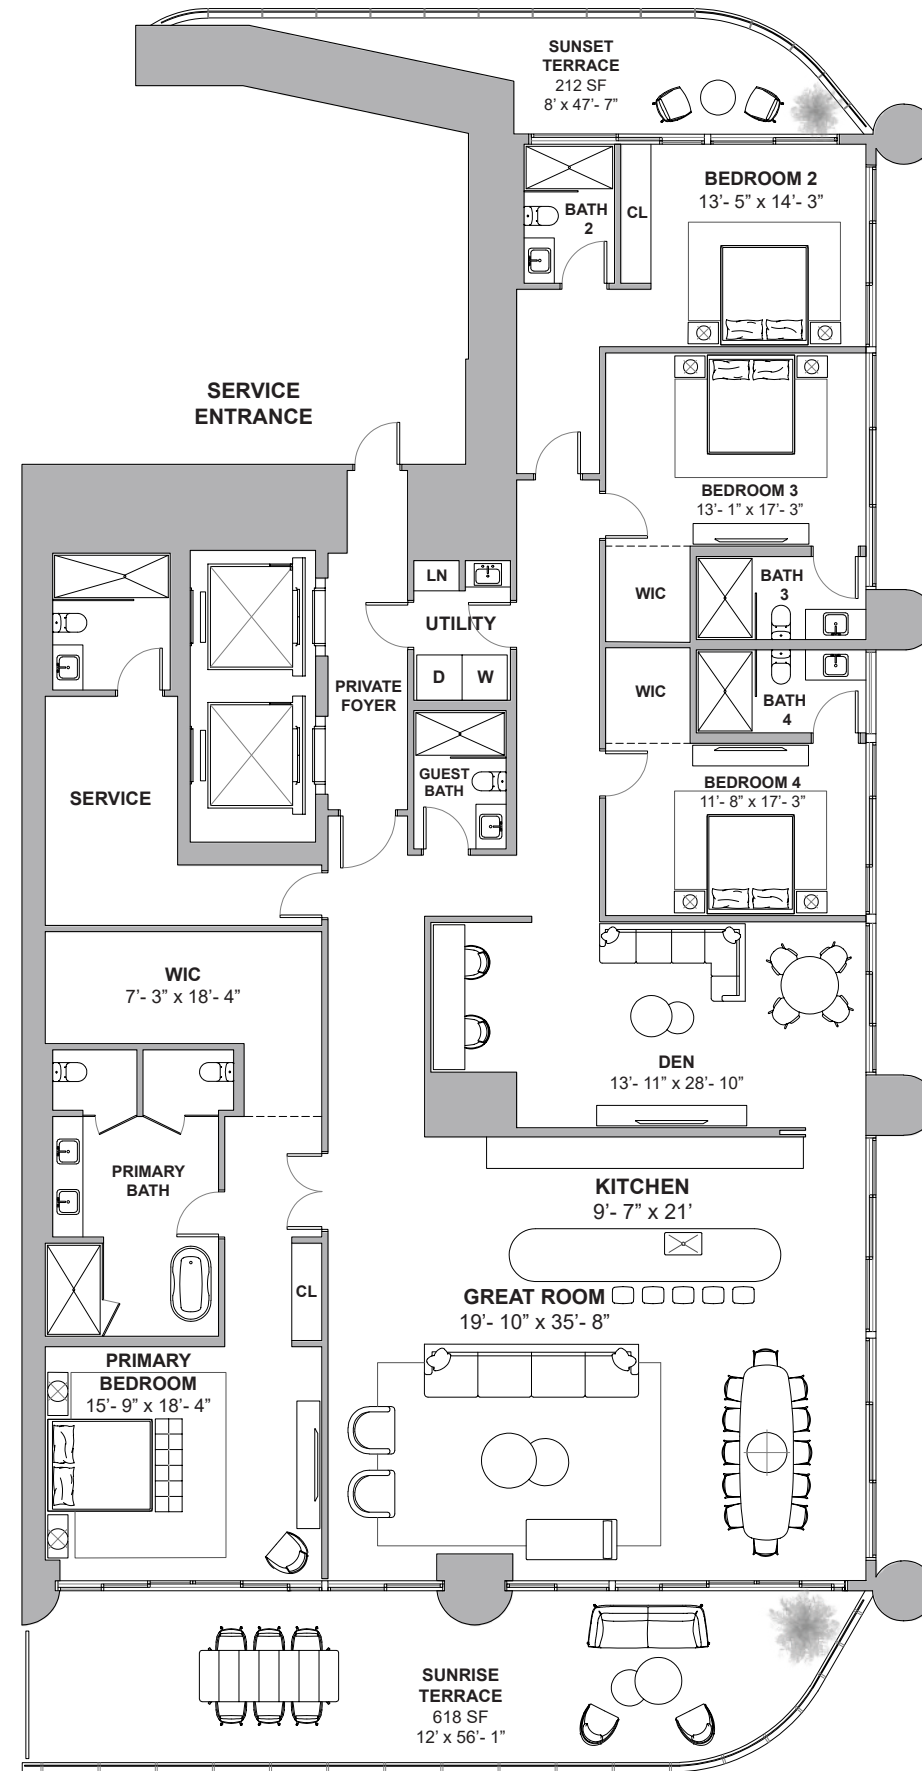 SUNSET
TERRACE
212 SF
8’ x 47’- 7”
BEDROOM 2
13’- 5” x 14’- 3”
BATH
2
CL
SERVICE
ENTRANCE
BEDROOM 3
13’- 1” x 17’- 3”
LN
WIC
BATH
3
UTILITY
D
W
PRIVATE
FOYER
WIC
BATH
4
GUEST
BATH
BEDROOM 4
11’- 8” x 17’- 3”
SERVICE
WIC
7’- 3” x 18’- 4”
DEN
13’- 11” x 28’- 10”
PRIMARY
BATH
KITCHEN
9’- 7” x 21’
CL
GREAT ROOM
19’- 10” x 35’- 8”
PRIMARY
BEDROOM
15’- 9” x 18’- 4”
SUNRISE
TERRACE
618 SF
12’ x 56’- 1”